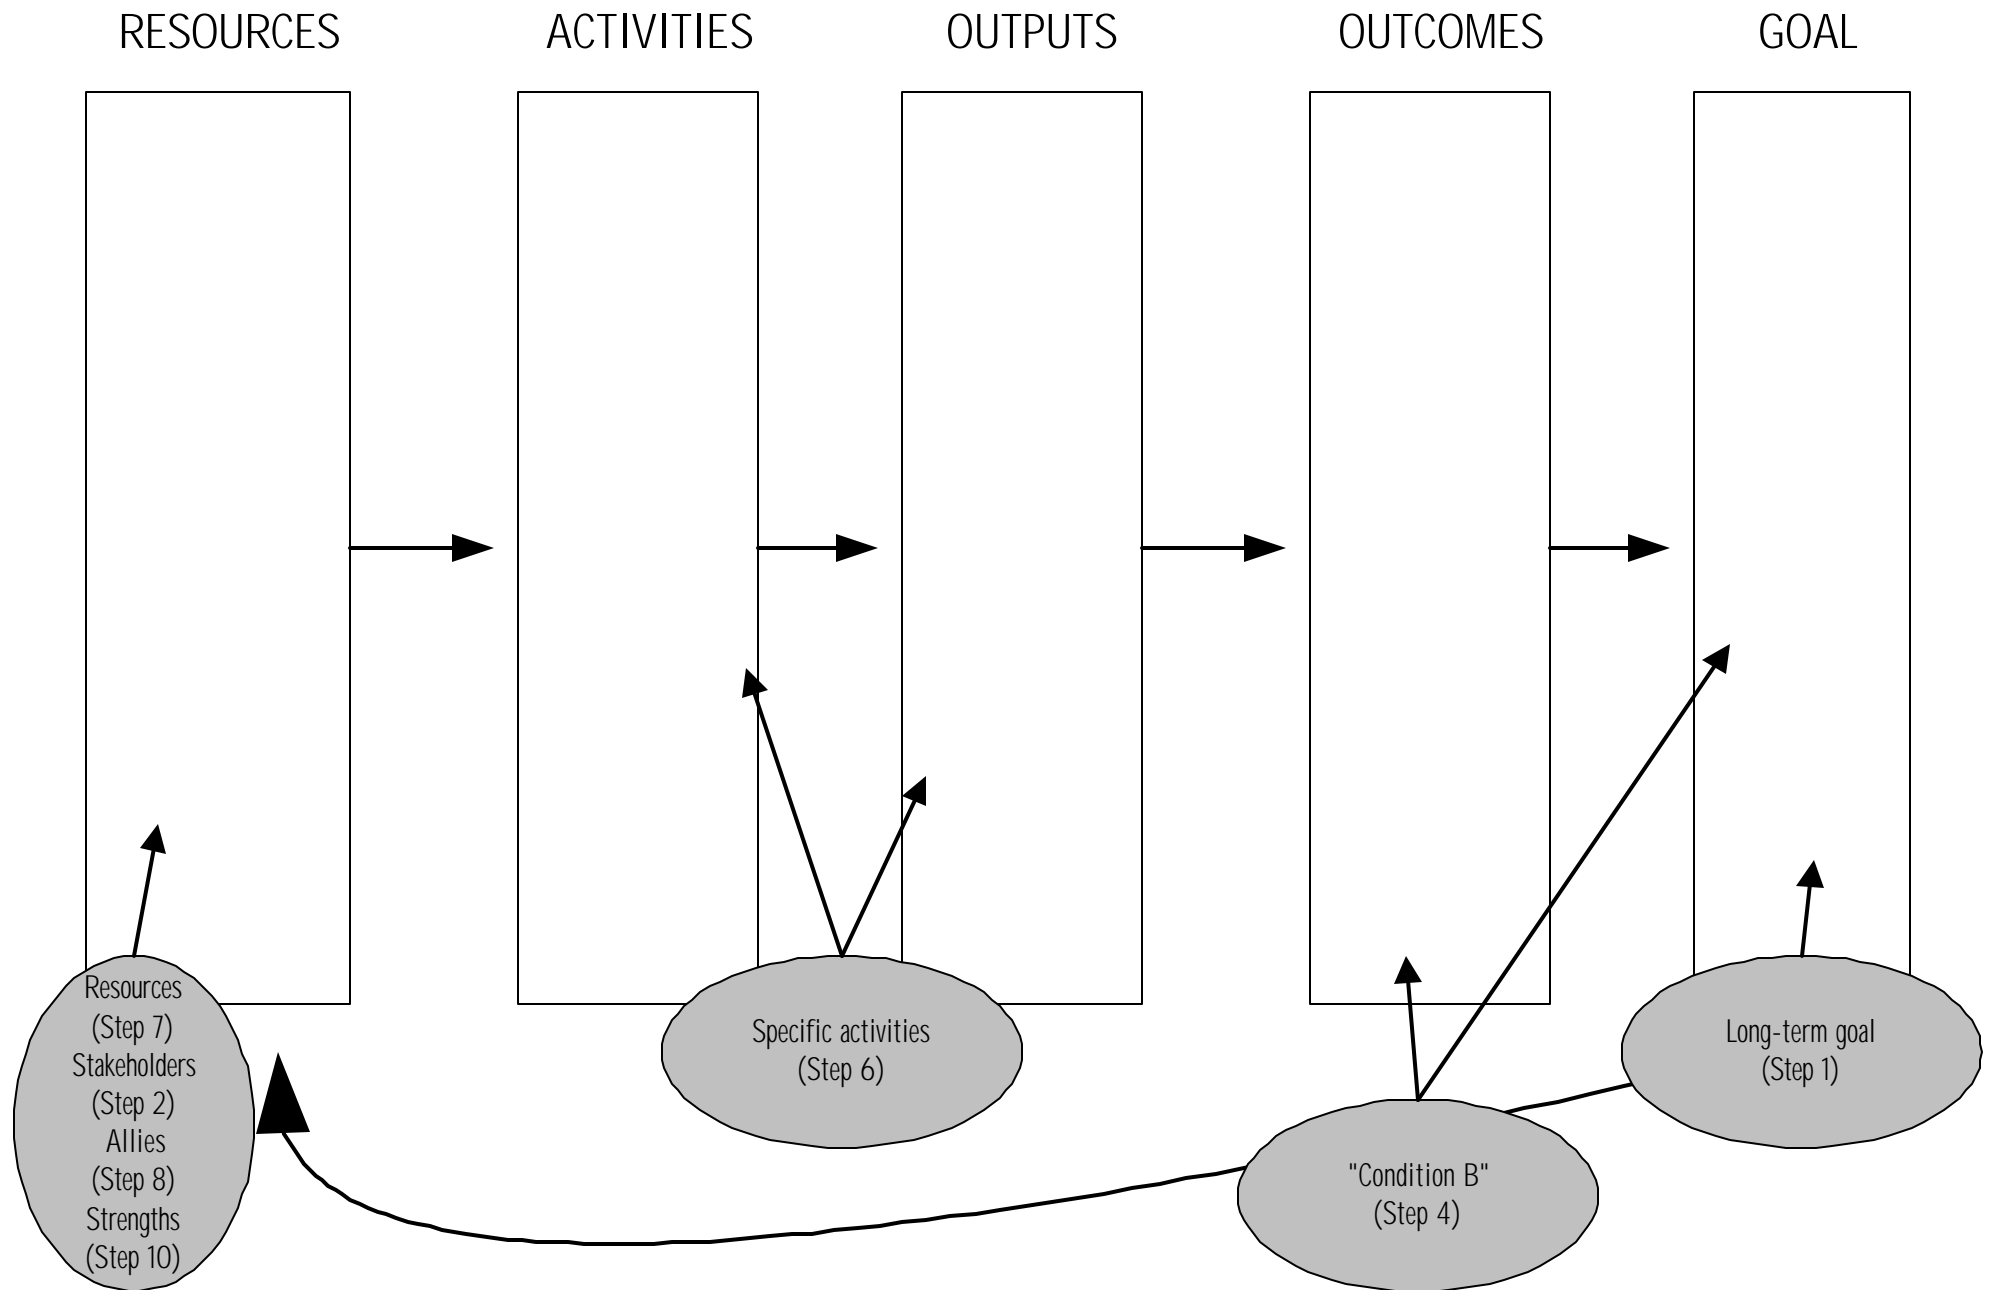 RESOURCES
ACTIVITIES
OUTPUTS
OUTCOMES
GOAL
Resources
(Step 7)
Stakeholders
(Step 2)
Allies
(Step 8)
Strengths
(Step 10)
Specific activities
(Step 6)
"Condition B"
(Step 4)
Long-term goal
(Step 1)